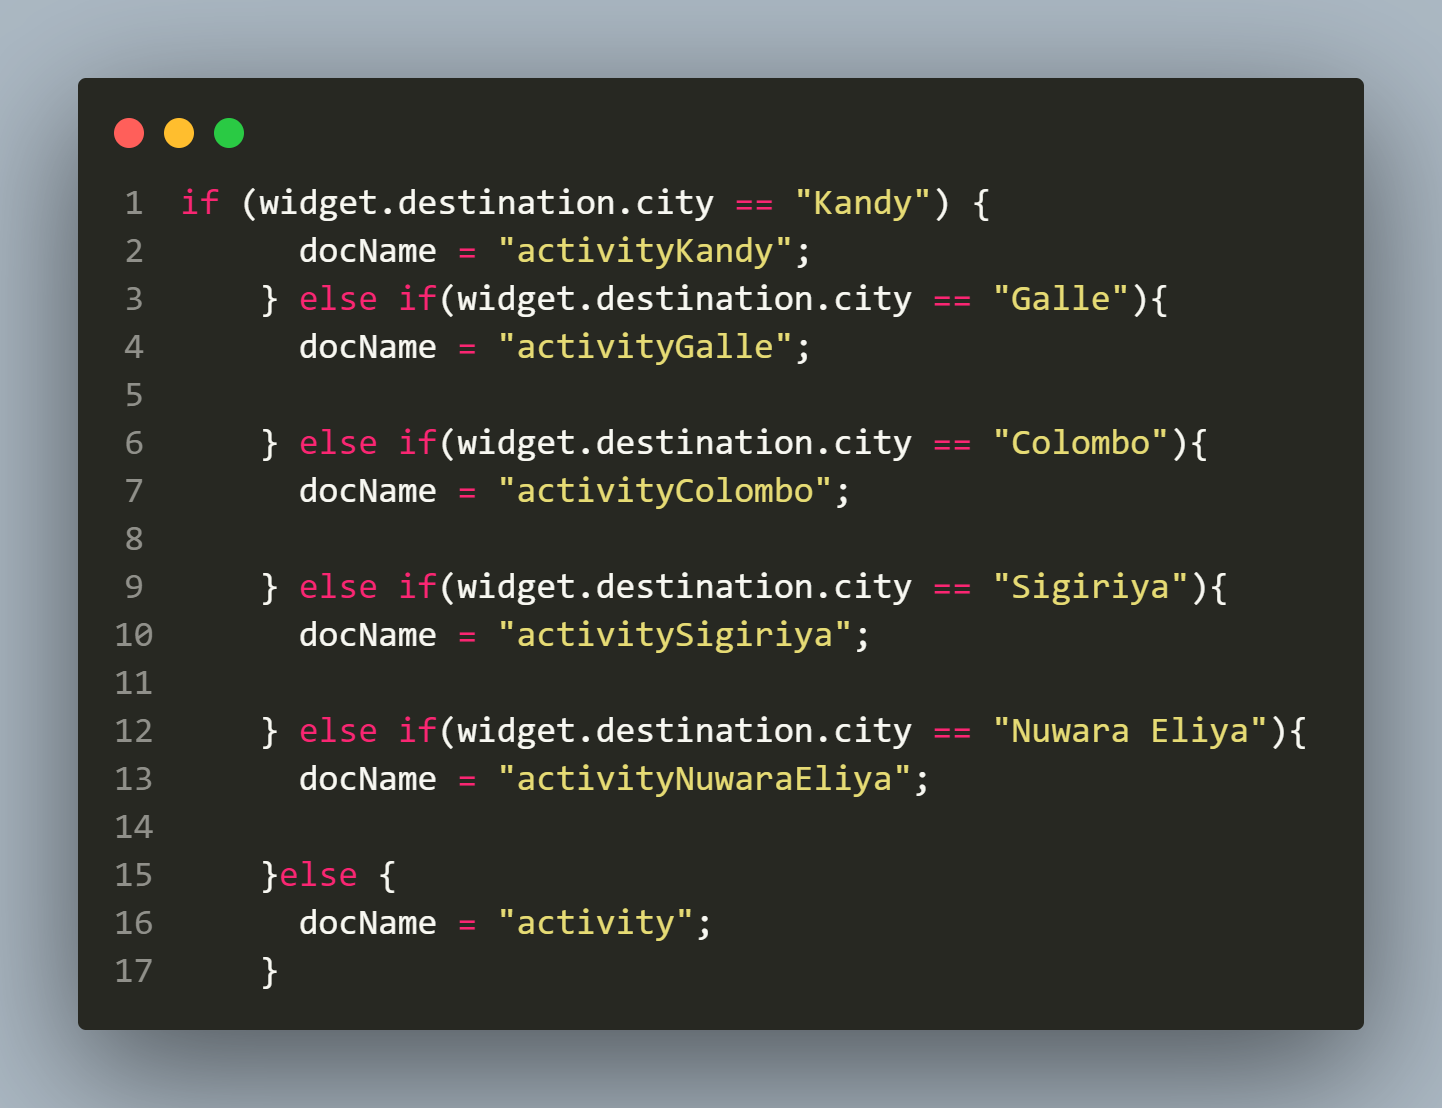 1 if (widget.destination.city == "Kandy") {
2       docName = "activityKandy";
3     } else if(widget.destination.city == "Galle"){
4       docName = "activityGalle";
5
6     } else if(widget.destination.city == "Colombo"){
7       docName = "activityColombo";
8
9     } else if(widget.destination.city == "Sigiriya"){
10       docName = "activitySigiriya";
11
12     } else if(widget.destination.city == "Nuwara Eliya"){
13       docName = "activityNuwaraEliya";
14
15     }else {
16       docName = "activity";
17     }